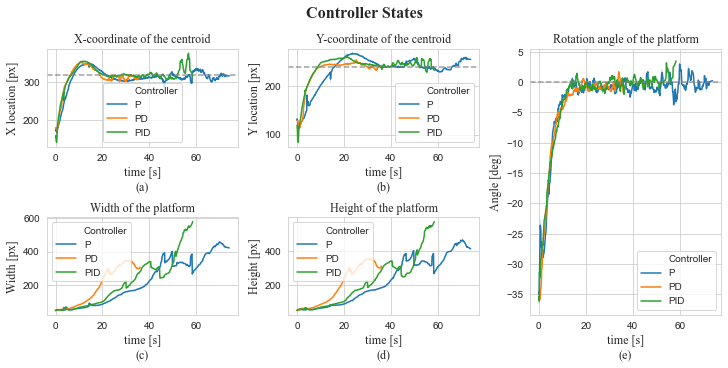 Controller States
X-coordinate of the centroid
X location [px]
300
200
0
20
40
60
time [s]
(a)
Controller
P
PD
PID
Y-coordinate of the centroid
Y location [px]
200
100
0
20
40
60
time [s]
(b)
Controller
P
PD
PID
Rotation angle of the platform
Angle [deg]
5
0
−5
−10
−15
−20
−25
−30
−35
0
20
40
60
time [s]
(e)
Controller
P
PD
PID
Width of the platform
Width [px]
600
400
200
0
20
40
60
time [s]
(c)
Controller
P
PD
PID
Height of the platform
Height [px]
400
200
0
20
40
60
time [s]
(d)
Controller
P
PD
PID